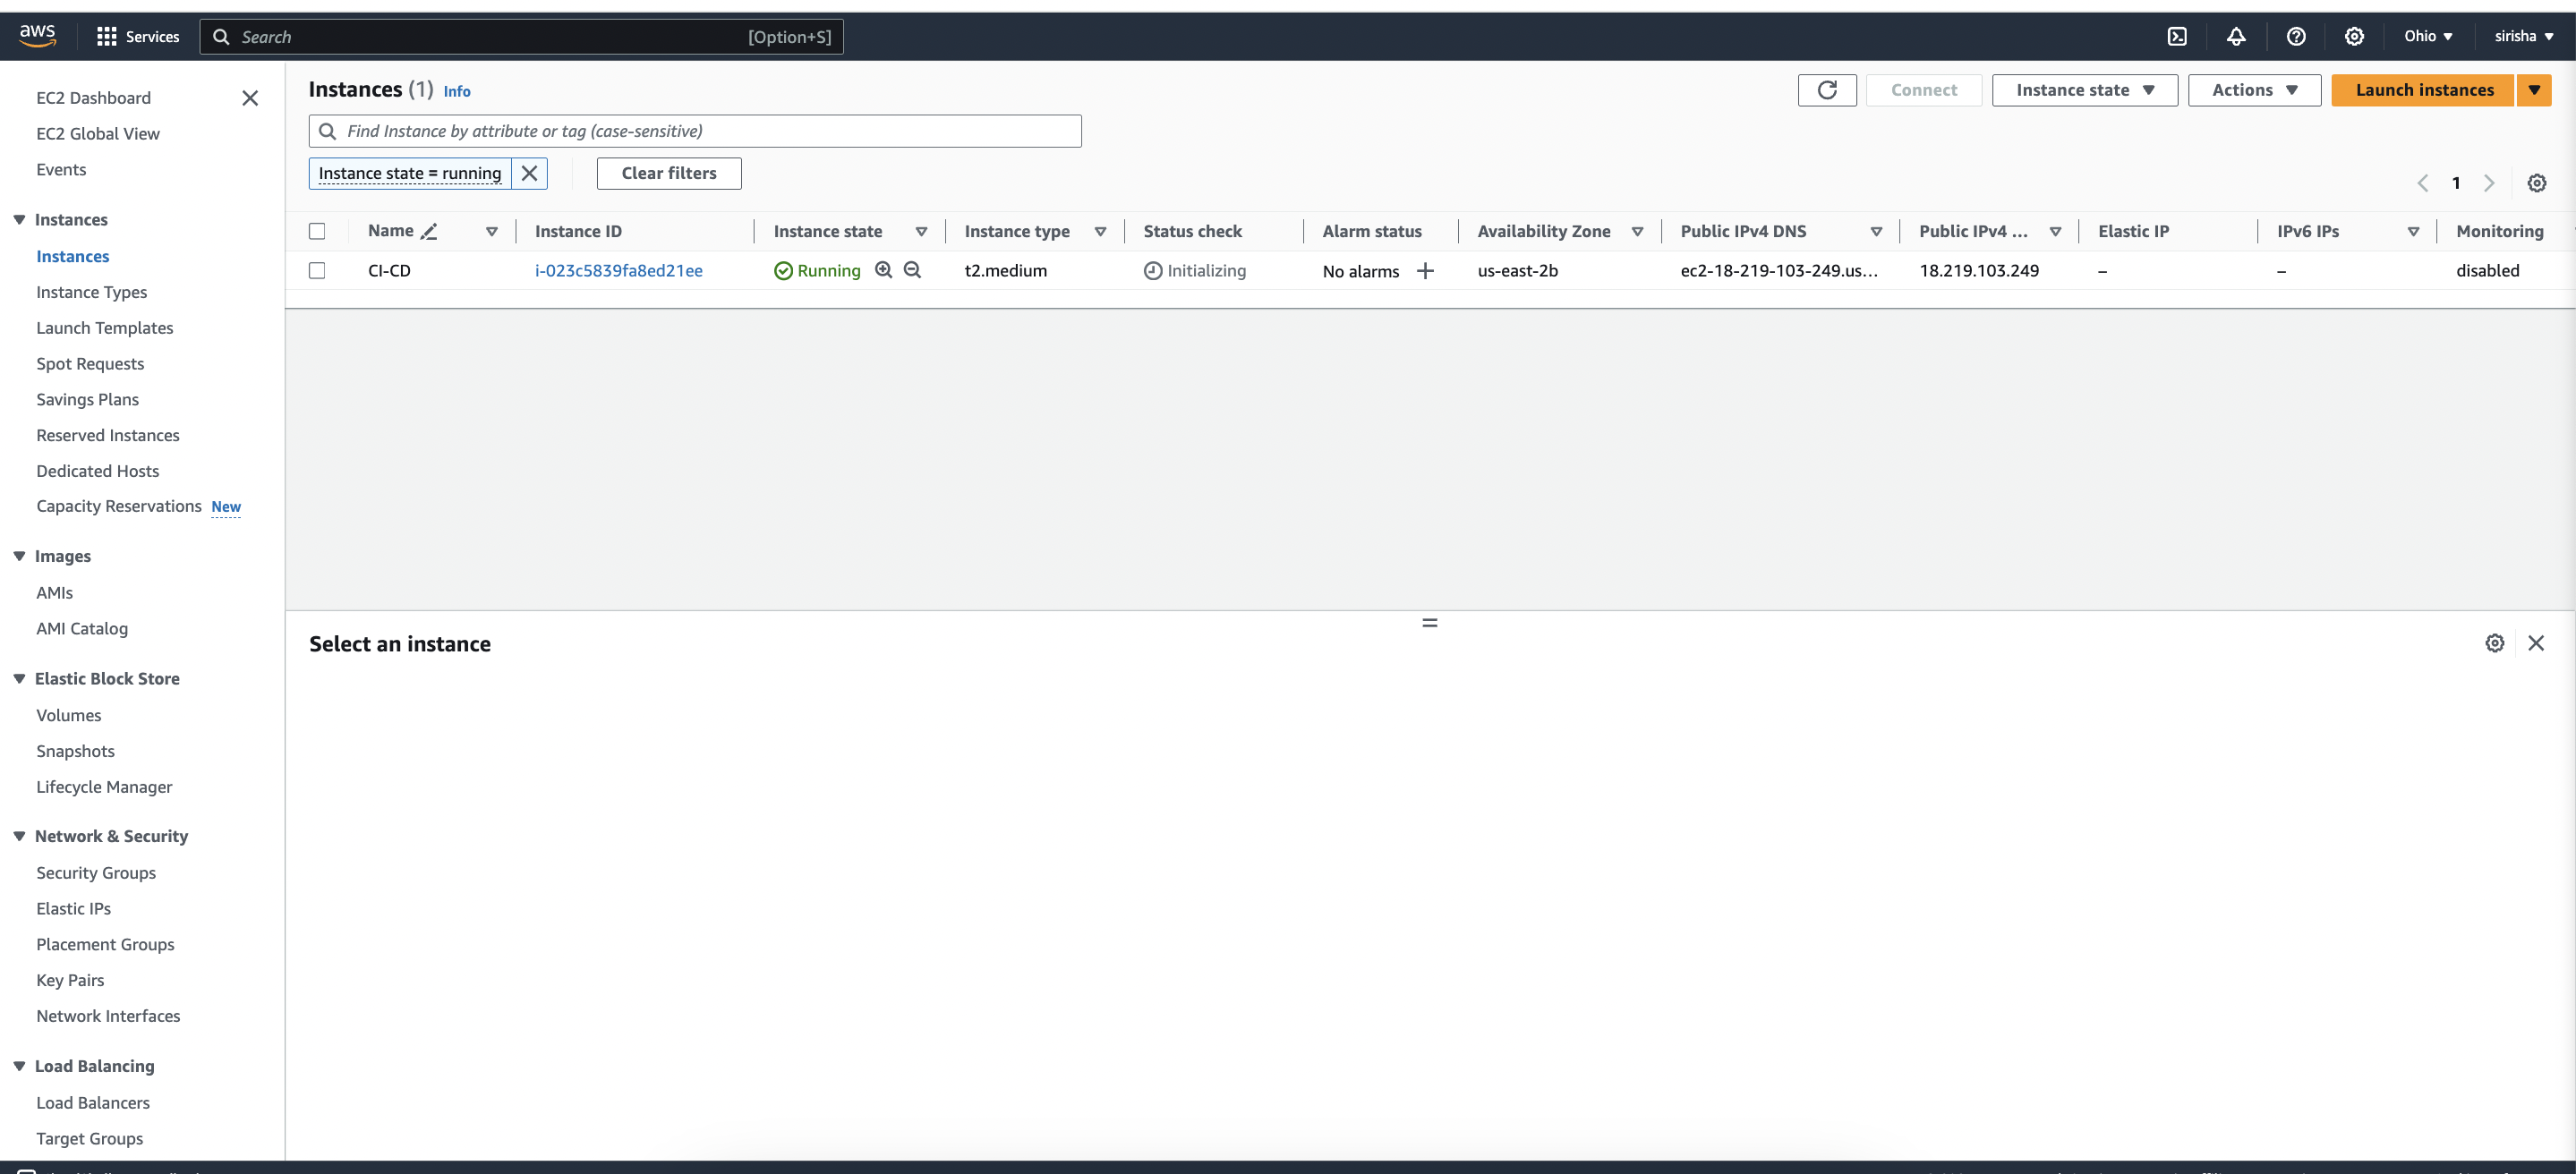 aws
Services
Search
[Option+S]
Ohio
sirisha
EC2 Dashboard
EC2 Global View
Events
Instances
Instances
Instance Types
Launch Templates
Spot Requests
Savings Plans
Reserved Instances
Dedicated Hosts
Capacity Reservations New
Images
AMIs
AMI Catalog
Elastic Block Store
Volumes
Snapshots
Lifecycle Manager
Network & Security
Security Groups
Elastic IPs
Placement Groups
Key Pairs
Network Interfaces
Load Balancing
Load Balancers
Target Groups
Instances (1) Info
Connect
Instance state
Actions
Launch instances
Find Instance by attribute or tag (case-sensitive)
Instance state = running
Clear filters
1
Name Instance ID Instance state Instance type Status check Alarm status Availability Zone Public IPv4 DNS Public IPv4 ... Elastic IP IPv6 IPs Monitoring
CI-CD i-023c5839fa8ed21ee Running t2.medium Initializing No alarms us-east-2b ec2-18-219-103-249.us... 18.219.103.249 – – disabled
Select an instance